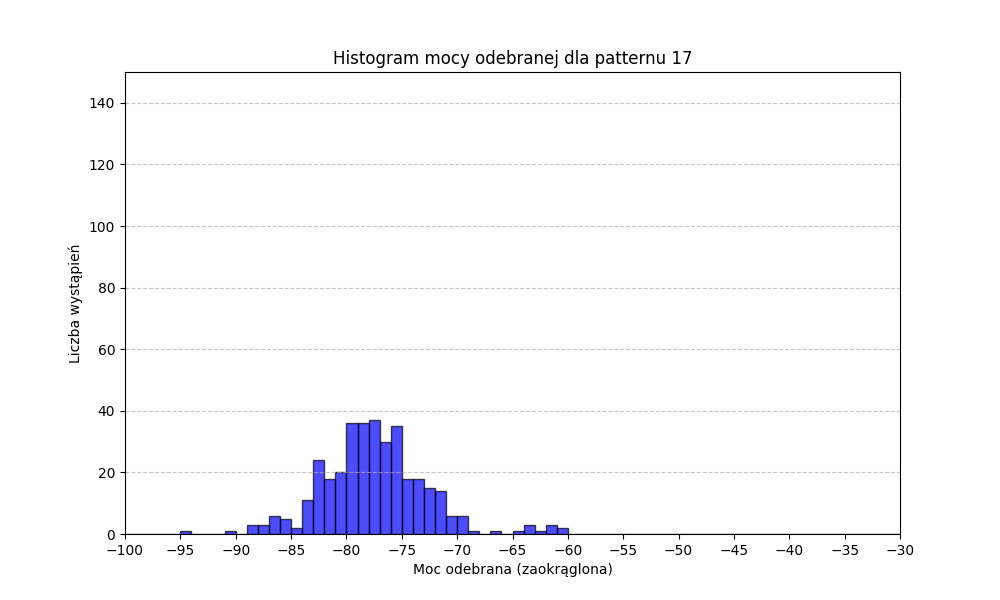 Histogram mocy odebranej dla patternu 17
Liczba wystąpień
140
120
100
80
60
40
20
0
−100 −95 −90 −85 −80 −75 −70 −65 −60 −55 −50 −45 −40 −35 −30
Moc odebrana (zaokrąglona)